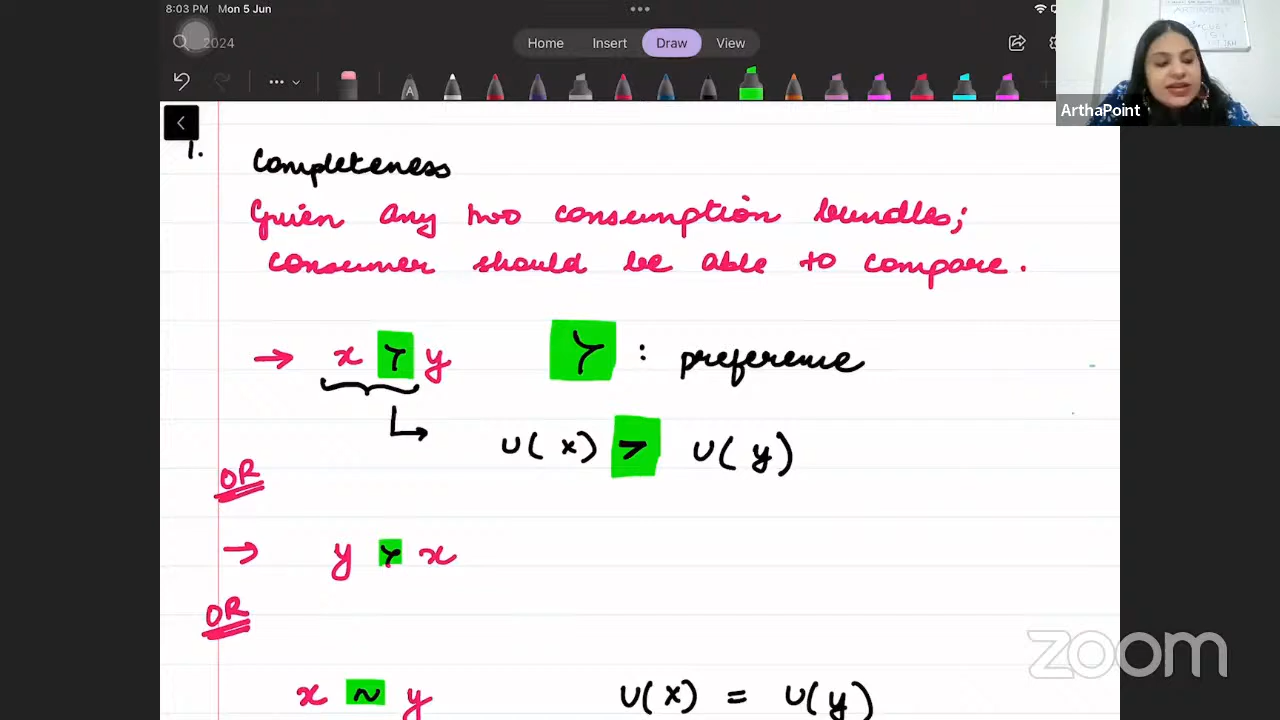 8:03 PM Mon 5 Jun
2024
Home Insert Draw View
ArthaPoint
1.
Completeness
Given any two consumption bundles;
consumer should be able to compare.
→ x ≻ y ≻ : preference
U(x) > U(y)
OR
→ y ≻ x
OR
x ~ y U(x) = U(y)
zoom